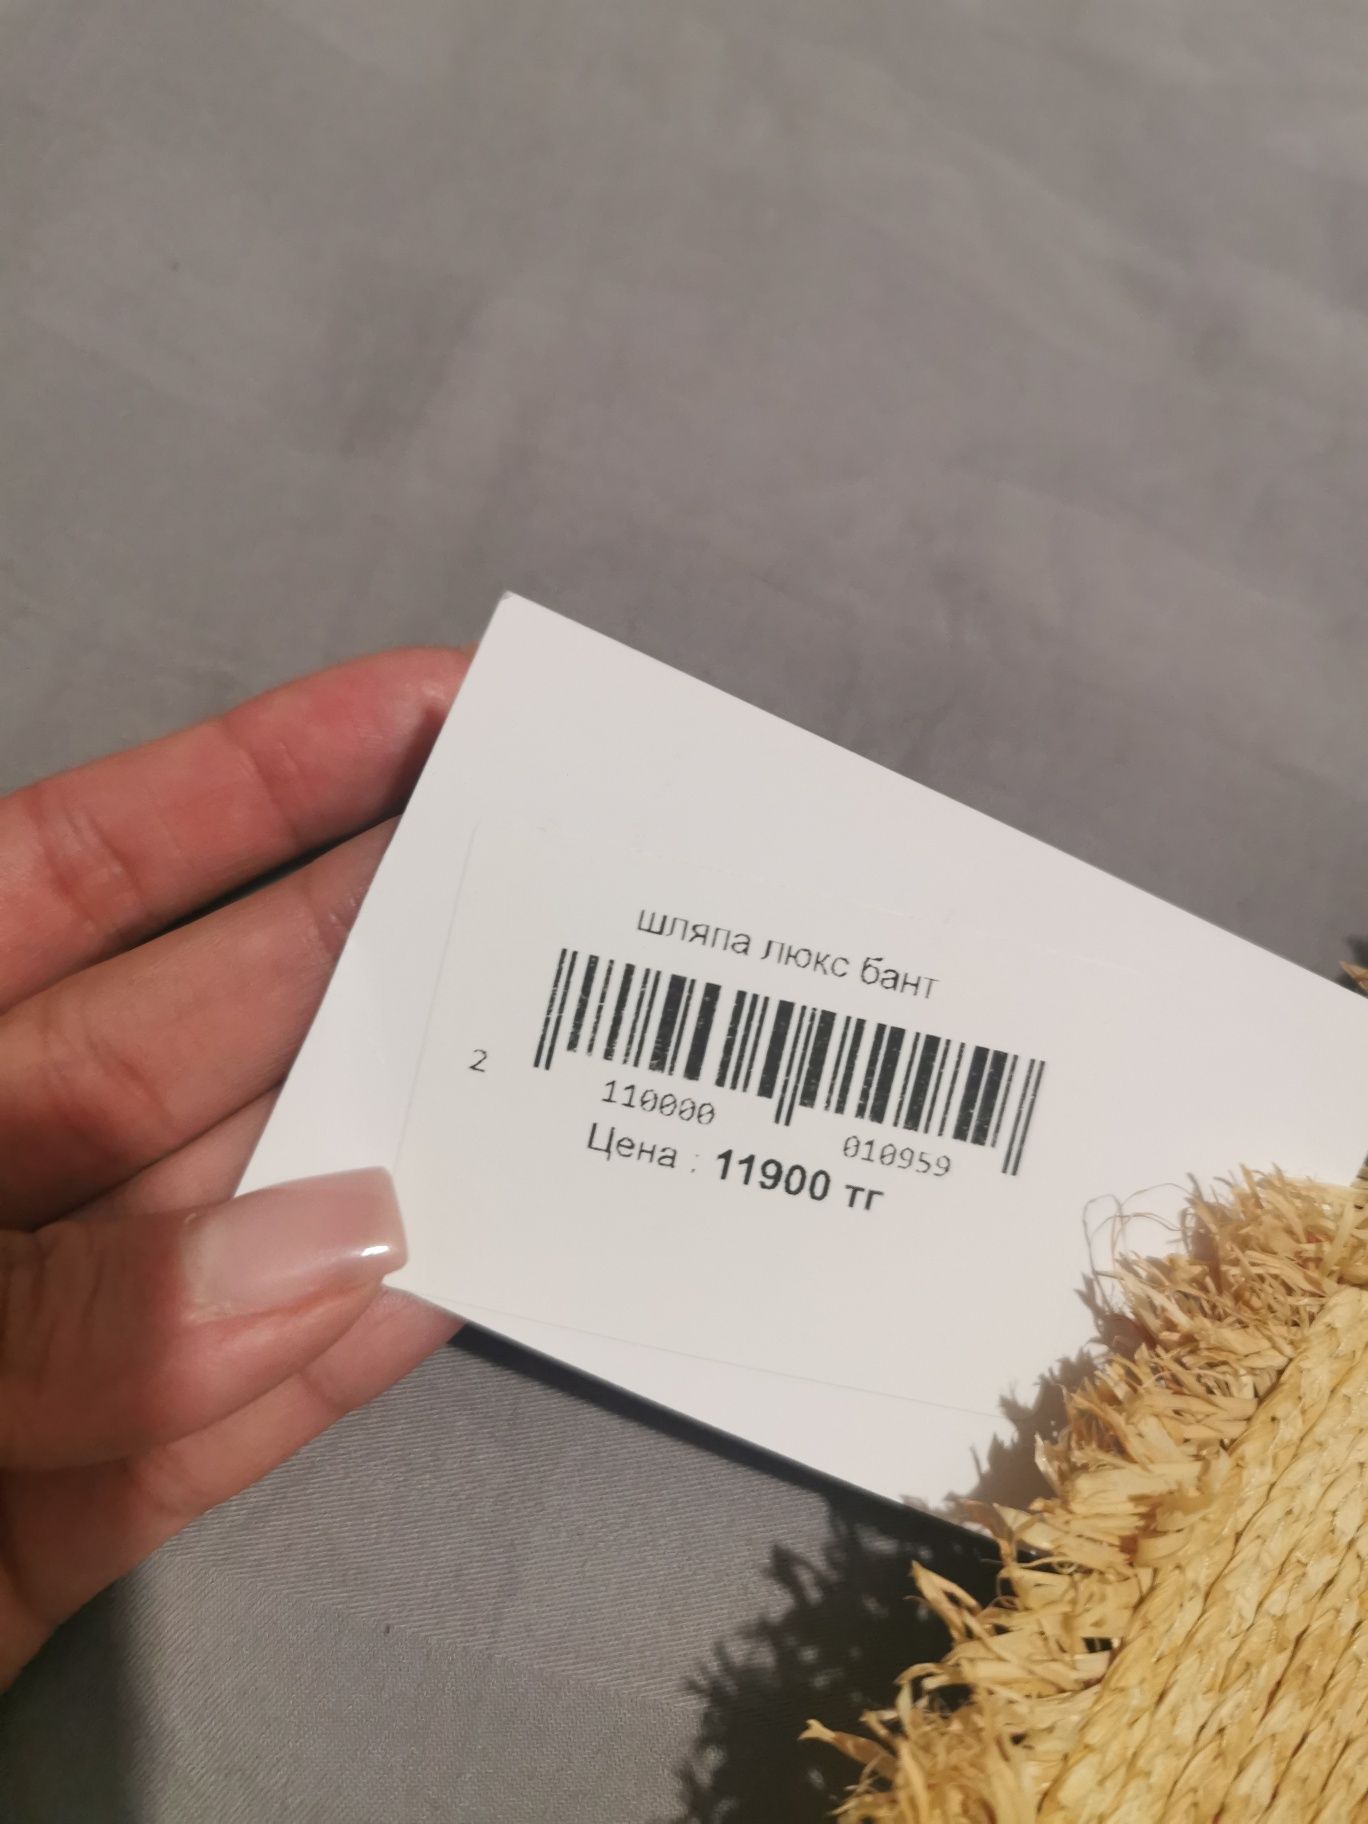 шляпа люкс бант
2 110000 010959
Цена : 11900 тг